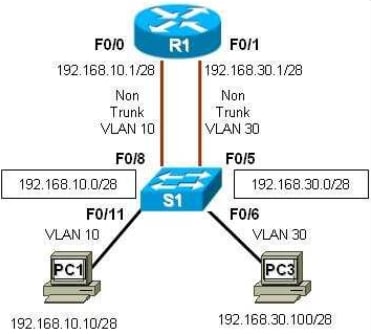 F0/0 R1 F0/1
192.168.10.1/28 192.168.30.1/28
Non Non
Trunk Trunk
VLAN 10 VLAN 30
F0/8 F0/5
192.168.10.0/28 192.168.30.0/28
S1
F0/11 F0/6
VLAN 10 VLAN 30
PC1 PC3
192.168.10.10/28 192.168.30.100/28